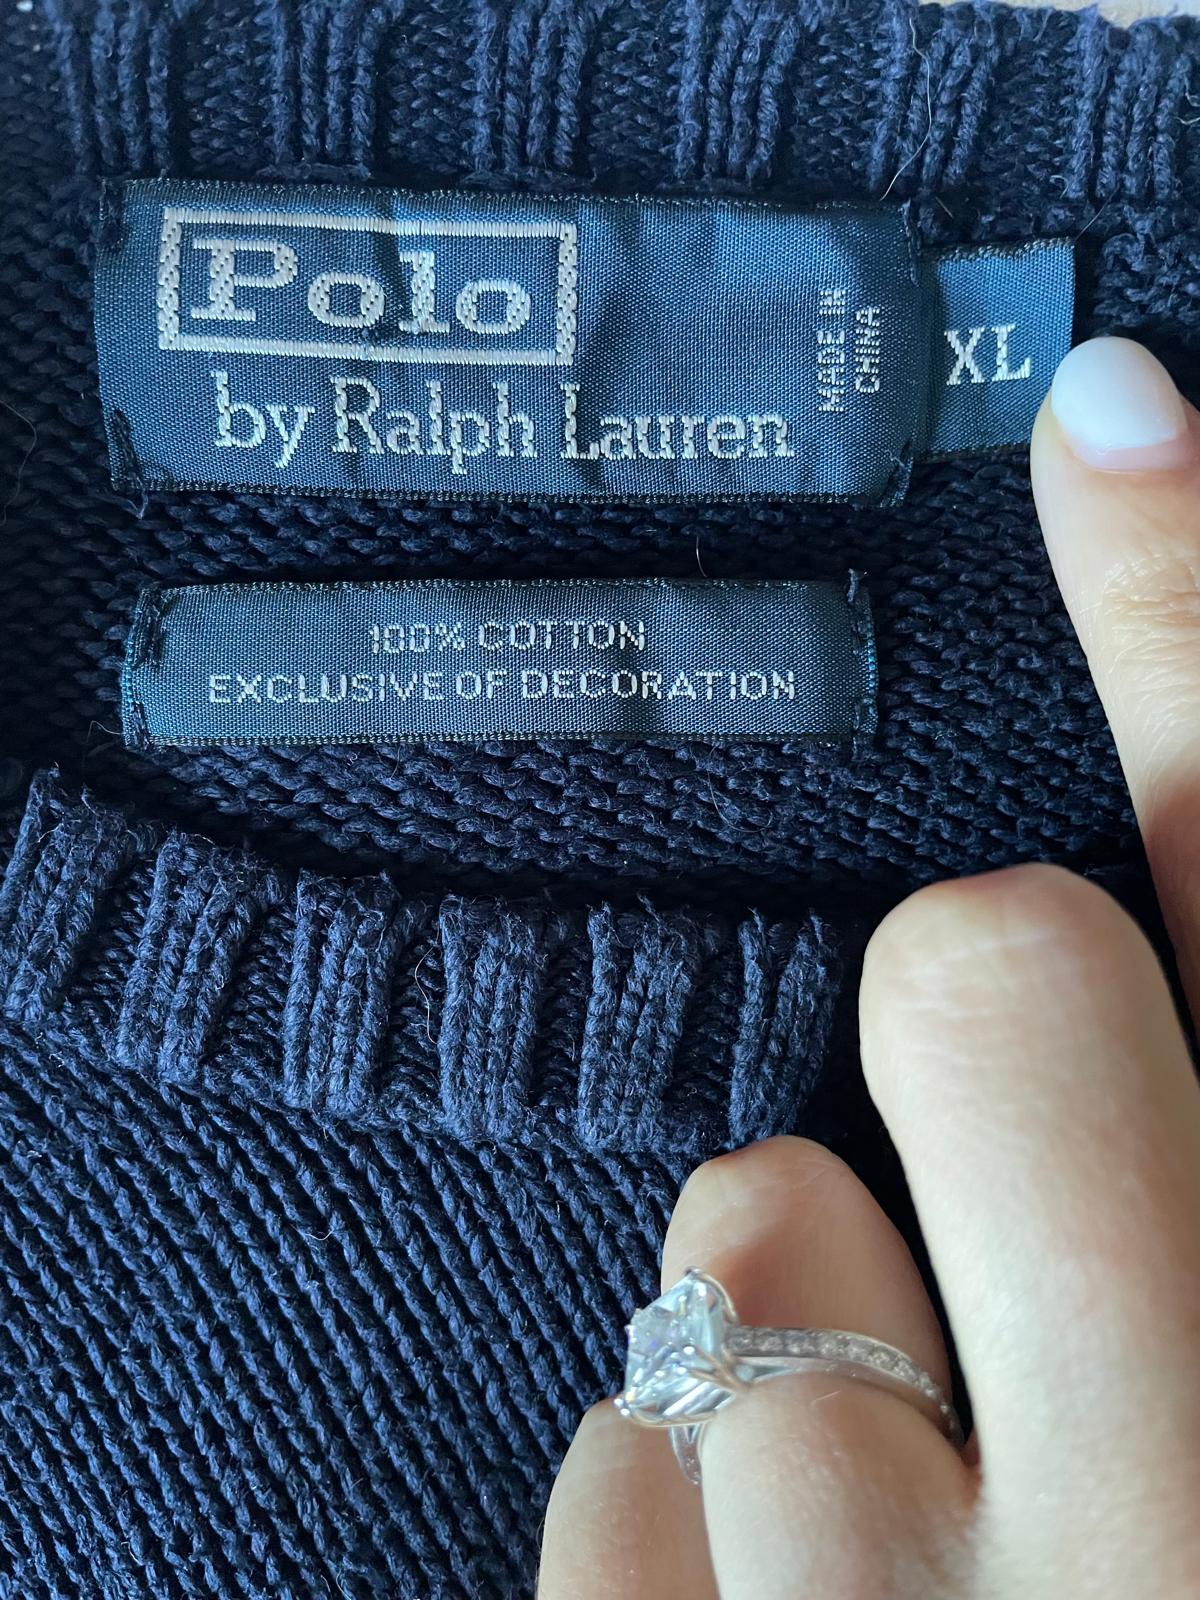 Polo
by Ralph Lauren
MADE IN
CHINA
XL
100% COTTON
EXCLUSIVE OF DECORATION